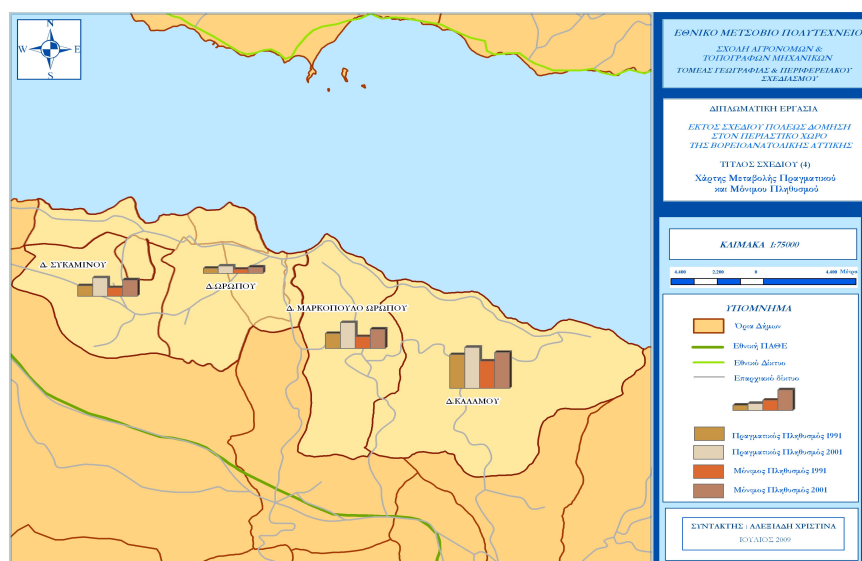 N
W E
S
Δ. ΣΥΚΑΜΙΝΟΥ
Δ.ΩΡΩΠΟΥ
Δ. ΜΑΡΚΟΠΟΥΛΟ ΩΡΩΠΟΥ
Δ.ΚΑΛΑΜΟΥ
ΕΘΝΙΚΟ ΜΕΤΣΟΒΙΟ ΠΟΛΥΤΕΧΝΕΙΟ
ΣΧΟΛΗ ΑΓΡΟΝΟΜΩΝ &
ΤΟΠΟΓΡΑΦΩΝ ΜΗΧΑΝΙΚΩΝ
ΤΟΜΕΑΣ ΓΕΩΓΡΑΦΙΑΣ & ΠΕΡΙΦΕΡΕΙΑΚΟΥ
ΣΧΕΔΙΑΣΜΟΥ
ΔΙΠΛΩΜΑΤΙΚΗ ΕΡΓΑΣΙΑ
ΕΚΤΟΣ ΣΧΕΔΙΟΥ ΠΟΛΕΩΣ ΔΟΜΗΣΗ
ΣΤΟΝ ΠΕΡΙΑΣΤΙΚΟ ΧΩΡΟ
ΤΗΣ ΒΟΡΕΙΟΑΝΑΤΟΛΙΚΗΣ ΑΤΤΙΚΗΣ
ΤΙΤΛΟΣ ΣΧΕΔΙΟΥ (4)
Χάρτης Μεταβολής Πραγματικού
και Μόνιμου Πληθυσμού
ΚΛΙΜΑΚΑ 1:75000
4.400 2.200 0 4.400 Μέτρα
ΥΠΟΜΝΗΜΑ
Όρια Δήμων
Εθνική ΠΑΘΕ
Εθνικό Δίκτυο
Επαρχιακό δίκτυο
Πραγματικός Πληθυσμός 1991
Πραγματικός Πληθυσμός 2001
Μόνιμος Πληθυσμός 1991
Μόνιμος Πληθυσμός 2001
ΣΥΝΤΑΚΤΗΣ : ΑΛΕΞΙΑΔΗ ΧΡΙΣΤΙΝΑ
ΙΟΥΛΙΟΣ 2009